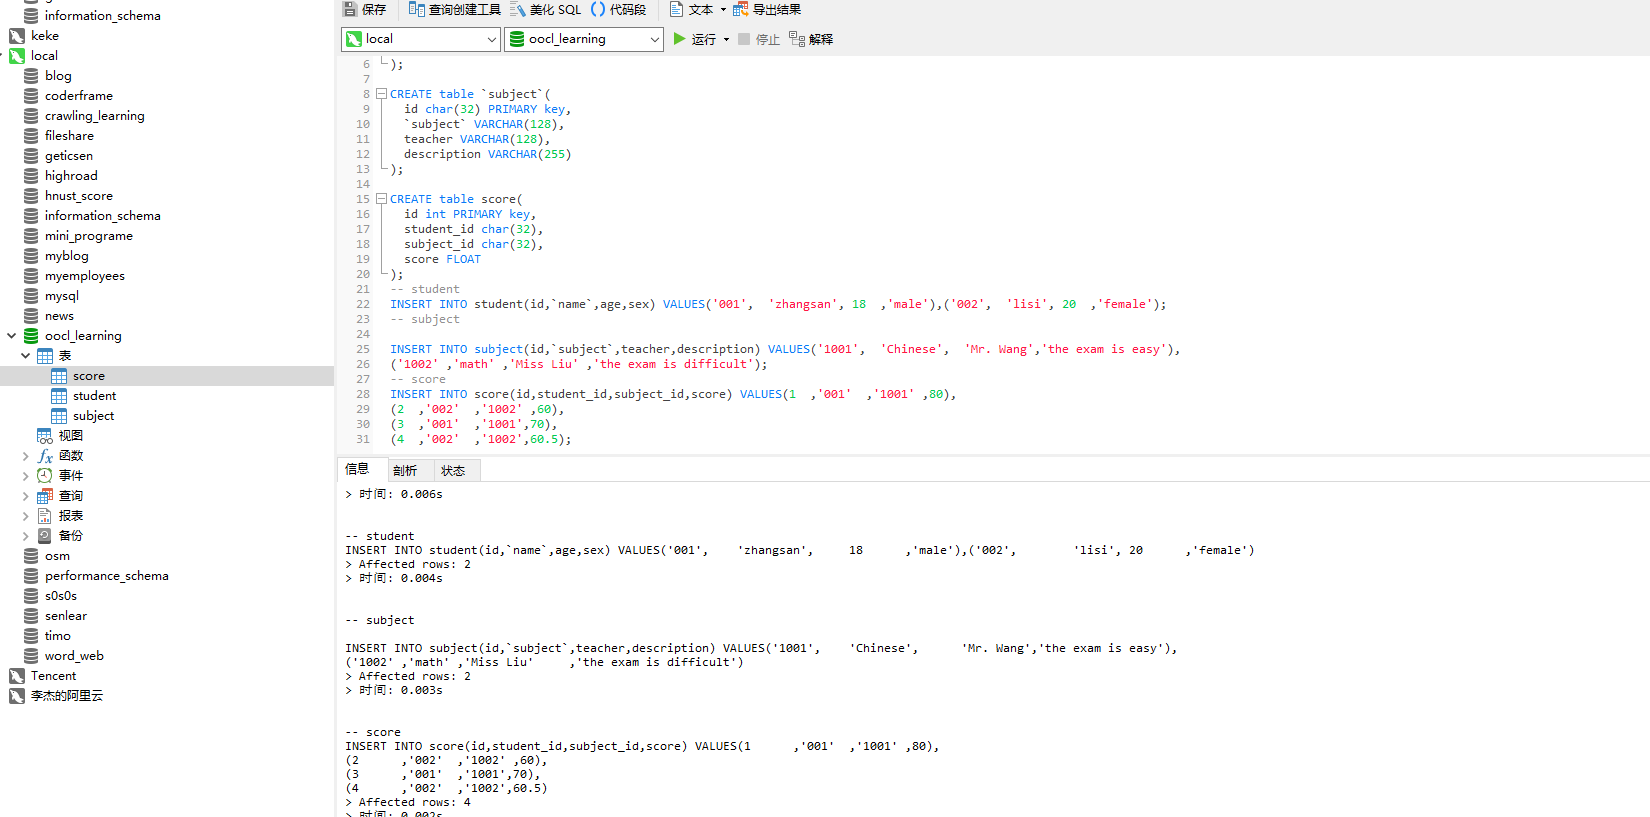 information_schema
keke
local
blog
coderframe
crawling_learning
fileshare
geticsen
highroad
hnust_score
information_schema
mini_programe
myblog
myemployees
mysql
news
oocl_learning
表
score
student
subject
视图
函数
事件
查询
报表
备份
osm
performance_schema
s0s0s
senlear
timo
word_web
Tencent
李杰的阿里云
保存 查询创建工具 美化 SQL 代码段 文本 导出结果
local oocl_learning 运行 停止 解释
6 );
7
8 CREATE table `subject`(
9 id char(32) PRIMARY key,
10 `subject` VARCHAR(128),
11 teacher VARCHAR(128),
12 description VARCHAR(255)
13 );
14
15 CREATE table score(
16 id int PRIMARY key,
17 student_id char(32),
18 subject_id char(32),
19 score FLOAT
20 );
21 -- student
22 INSERT INTO student(id,`name`,age,sex) VALUES('001', 'zhangsan', 18 ,'male'),('002', 'lisi', 20 ,'female');
23 -- subject
24
25 INSERT INTO subject(id,`subject`,teacher,description) VALUES('1001', 'Chinese', 'Mr. Wang','the exam is easy'),
26 ('1002' ,'math' ,'Miss Liu' ,'the exam is difficult');
27 -- score
28 INSERT INTO score(id,student_id,subject_id,score) VALUES(1 ,'001' ,'1001' ,80),
29 (2 ,'002' ,'1002' ,60),
30 (3 ,'001' ,'1001',70),
31 (4 ,'002' ,'1002',60.5);
信息 剖析 状态
> 时间: 0.006s
-- student
INSERT INTO student(id,`name`,age,sex) VALUES('001', 'zhangsan', 18 ,'male'),('002', 'lisi', 20 ,'female')
> Affected rows: 2
> 时间: 0.004s
-- subject
INSERT INTO subject(id,`subject`,teacher,description) VALUES('1001', 'Chinese', 'Mr. Wang','the exam is easy'),
('1002' ,'math' ,'Miss Liu' ,'the exam is difficult')
> Affected rows: 2
> 时间: 0.003s
-- score
INSERT INTO score(id,student_id,subject_id,score) VALUES(1 ,'001' ,'1001' ,80),
(2 ,'002' ,'1002' ,60),
(3 ,'001' ,'1001',70),
(4 ,'002' ,'1002',60.5)
> Affected rows: 4
> 时间: 0.002s